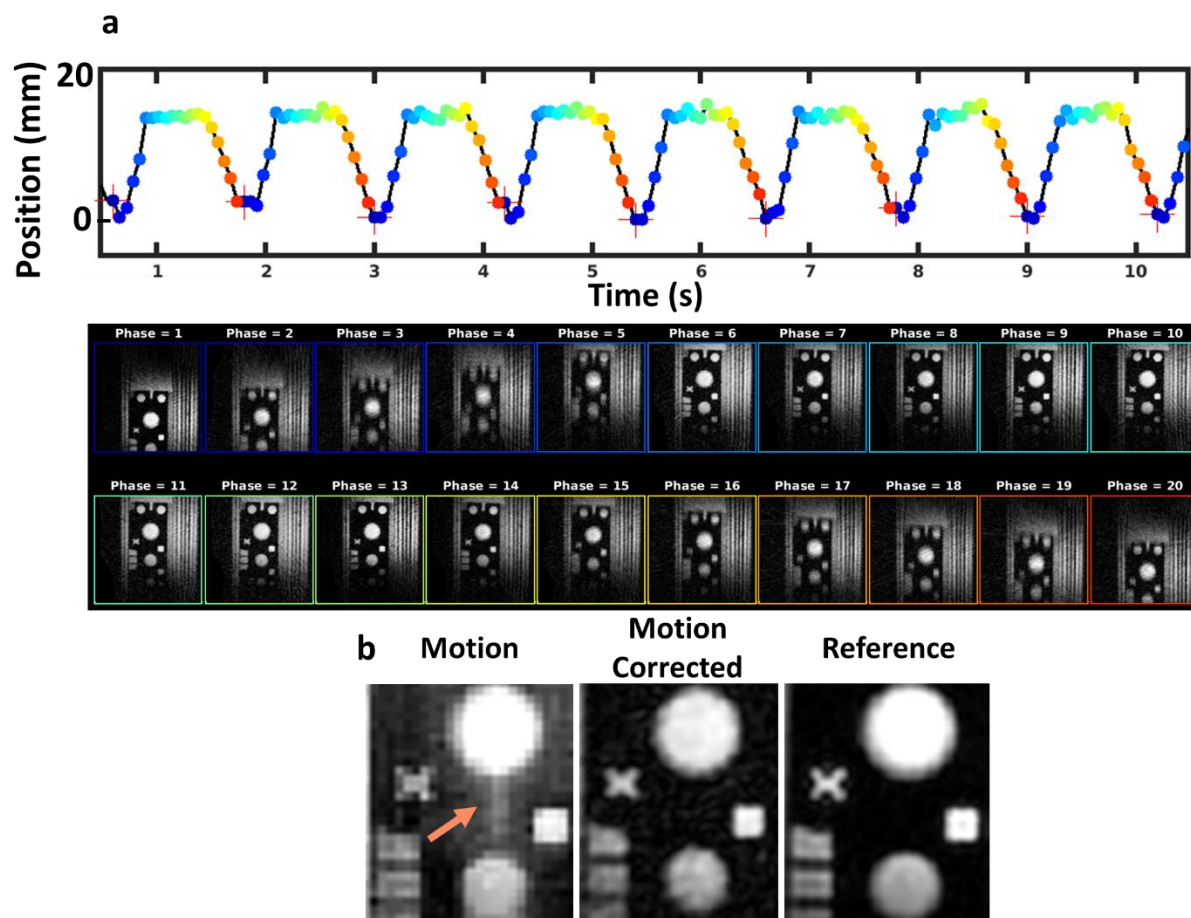 a
Position (mm)
20
0
1 2 3 4 5 6 7 8 9 10
Time (s)
Phase = 1 Phase = 2 Phase = 3 Phase = 4 Phase = 5 Phase = 6 Phase = 7 Phase = 8 Phase = 9 Phase = 10
Phase = 11 Phase = 12 Phase = 13 Phase = 14 Phase = 15 Phase = 16 Phase = 17 Phase = 18 Phase = 19 Phase = 20
b
Motion
Motion
Corrected
Reference